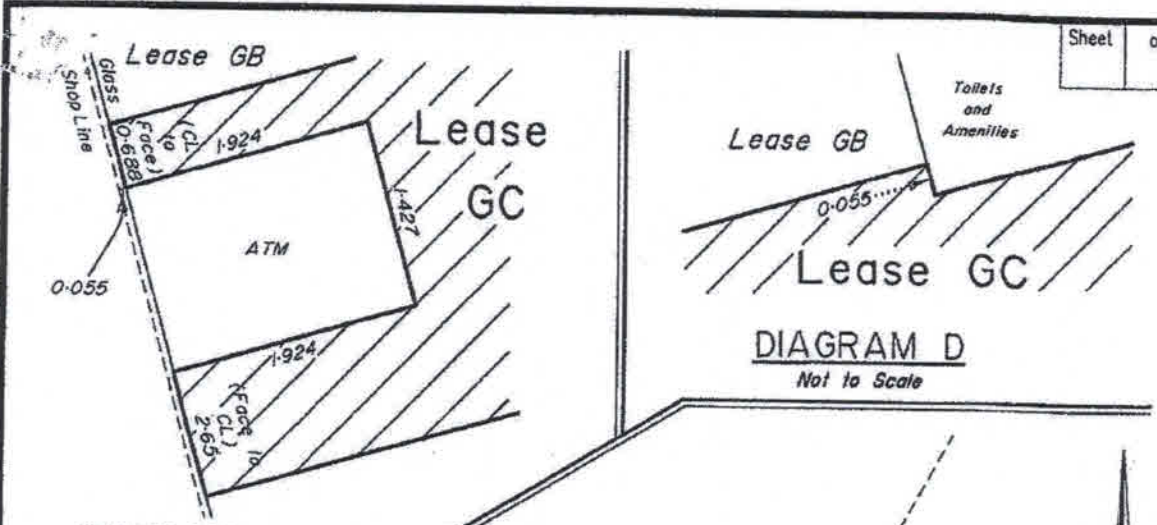 Lease GB
Glass
Shop Line
(CL
to
Face)
0·688
1·924
Lease
GC
1·427
ATM
0·055
1·924
(Face to
CL)
2·65
Sheet
Toilets
and
Amenities
Lease GB
0·055
Lease GC
DIAGRAM D
Not to Scale